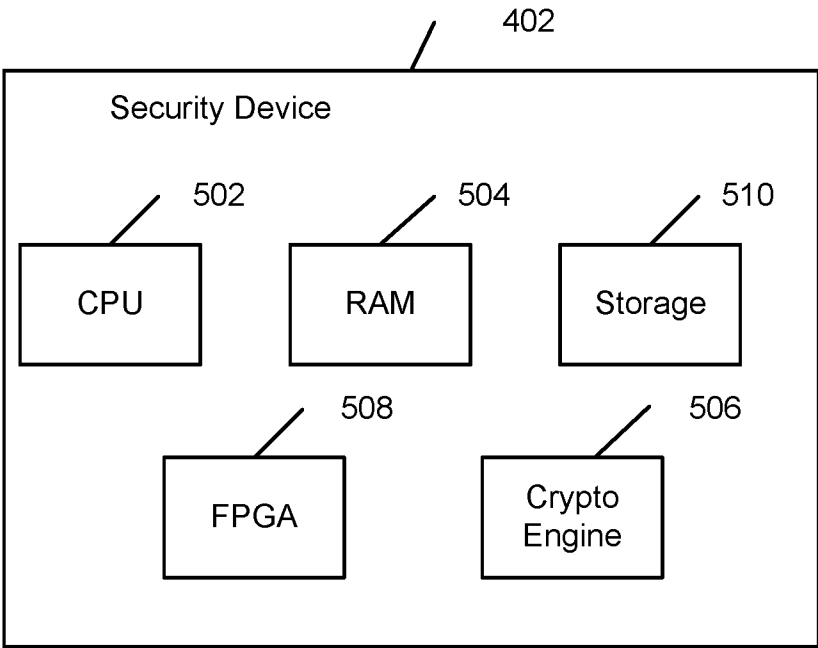 402
Security Device
502
504
510
CPU
RAM
Storage
508
506
FPGA
Crypto
Engine